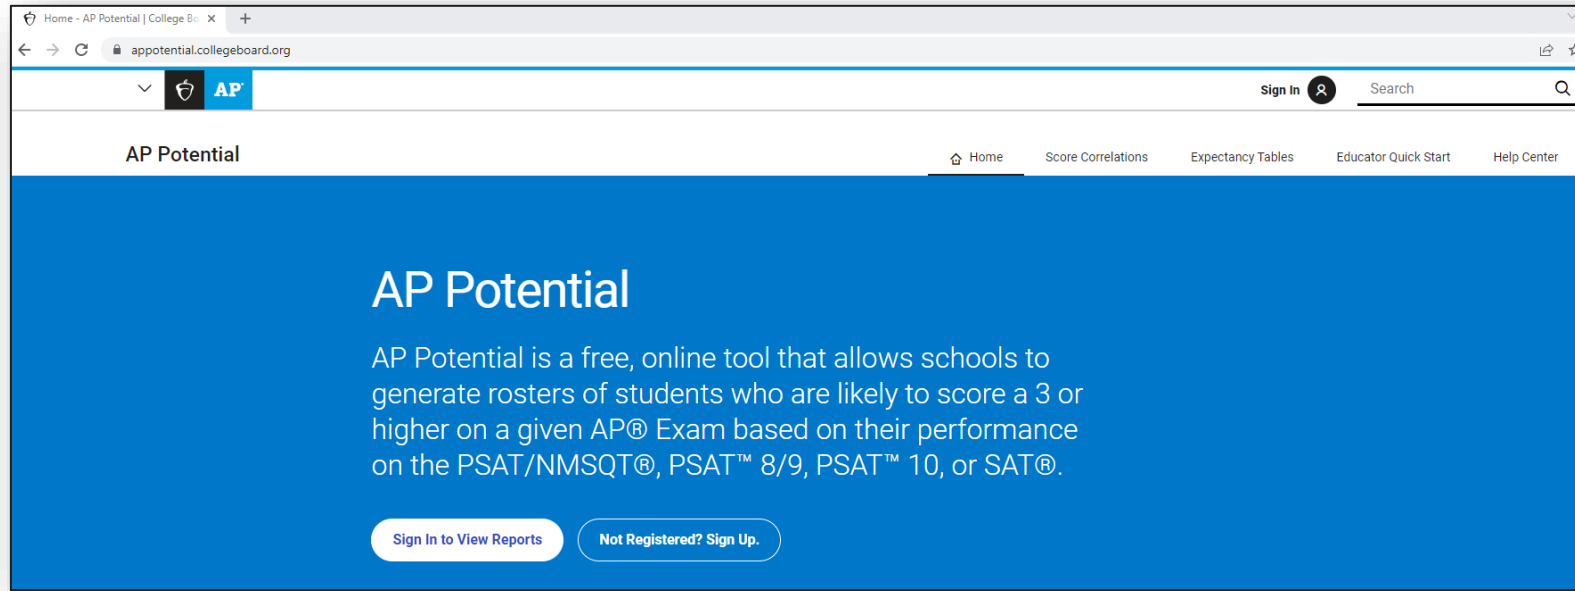 Home - AP Potential | College Bo
appotential.collegeboard.org
AP®
Sign In
Search
AP Potential
Home
Score Correlations
Expectancy Tables
Educator Quick Start
Help Center
AP Potential
AP Potential is a free, online tool that allows schools to
generate rosters of students who are likely to score a 3 or
higher on a given AP® Exam based on their performance
on the PSAT/NMSQT®, PSAT™ 8/9, PSAT™ 10, or SAT®.
Sign In to View Reports
Not Registered? Sign Up.